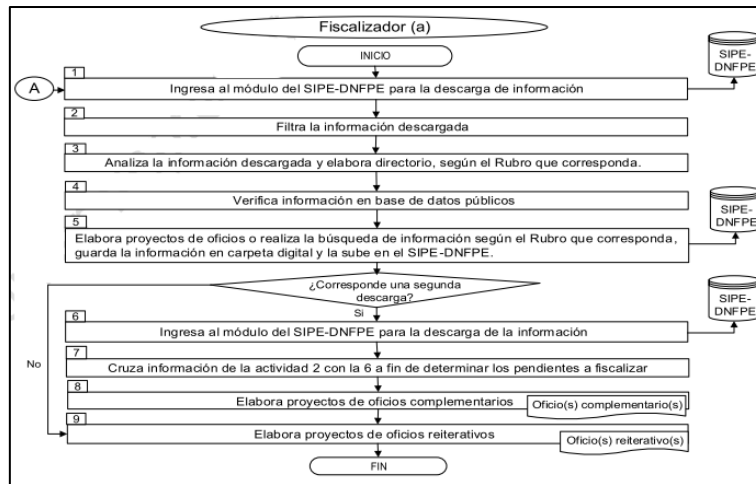 Fiscalizador (a)
INICIO
SIPE-
DNFPE
A
1
Ingresa al módulo del SIPE-DNFPE para la descarga de información
2
Filtra la información descargada
3
Analiza la información descargada y elabora directorio, según el Rubro que corresponda.
4
Verifica información en base de datos públicos
SIPE-
DNFPE
5
Elabora proyectos de oficios o realiza la búsqueda de información según el Rubro que corresponda,
guarda la información en carpeta digital y la sube en el SIPE-DNFPE.
¿Corresponde una segunda
descarga?
SIPE-
DNFPE
Si
6
Ingresa al módulo del SIPE-DNFPE para la descarga de la información
No
7
Cruza información de la actividad 2 con la 6 a fin de determinar los pendientes a fiscalizar
8
Elabora proyectos de oficios complementarios
Oficio(s) complementario(s)
9
Elabora proyectos de oficios reiterativos
Oficio(s) reiterativo(s)
FIN